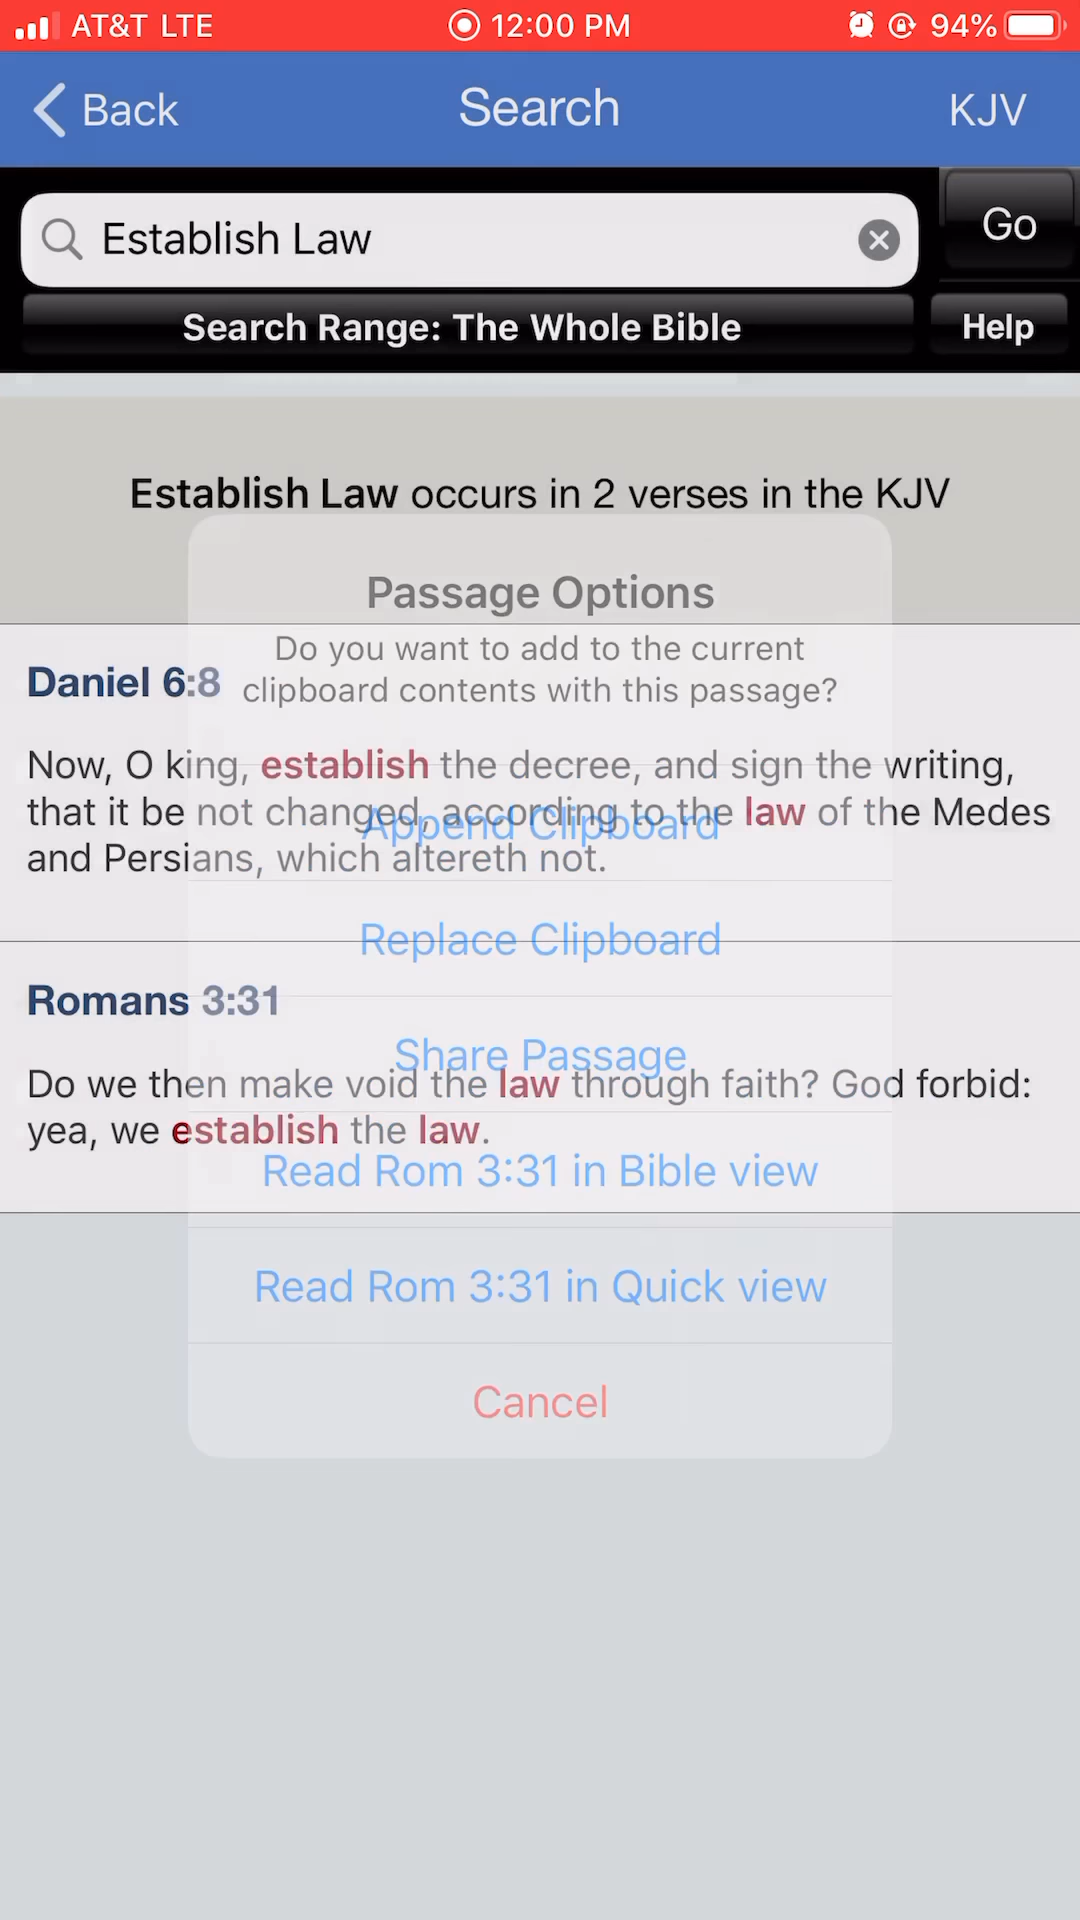 AT&T LTE 12:00 PM 94%
Back Search KJV
Establish Law Go
Search Range: The Whole Bible Help
Establish Law occurs in 2 verses in the KJV
Passage Options
Do you want to add to the current
clipboard contents with this passage?
Daniel 6:8
Now, O king, establish the decree, and sign the writing,
that it be not changed, according to the law of the Medes
and Persians, which altereth not.
Append Clipboard
Replace Clipboard
Romans 3:31
Share Passage
Do we then make void the law through faith? God forbid:
yea, we establish the law.
Read Rom 3:31 in Bible view
Read Rom 3:31 in Quick view
Cancel